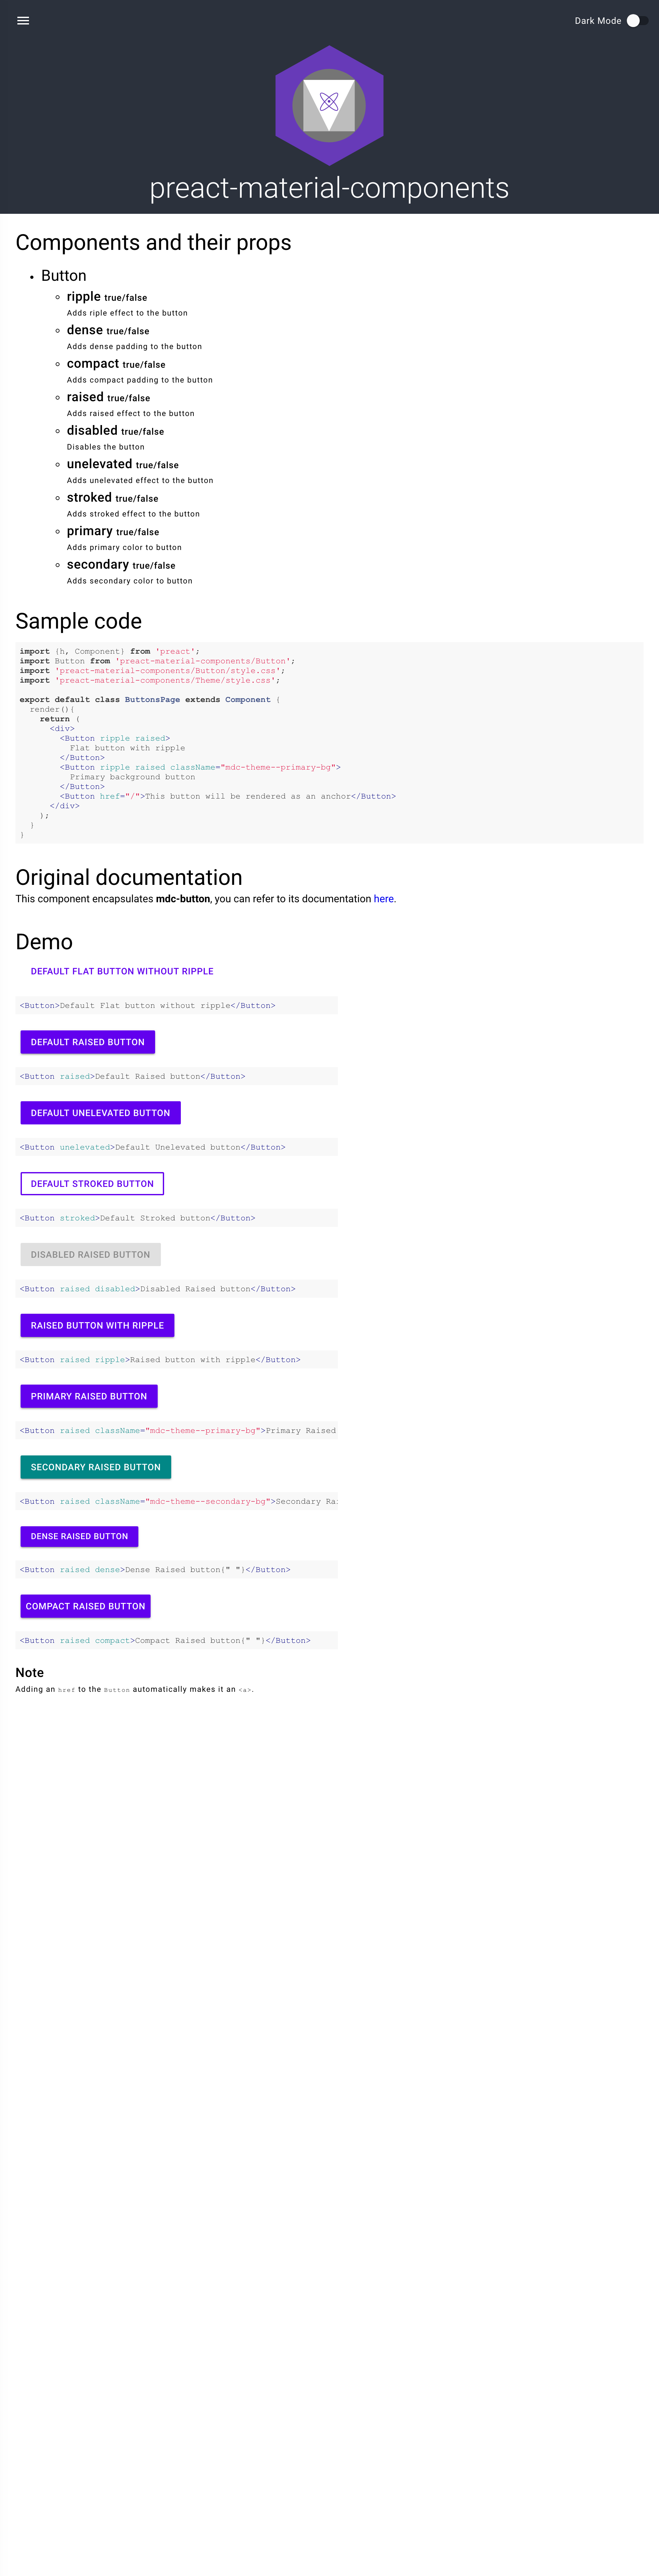 Dark Mode
preact-material-components
Components and their props
Button
ripple true/false
Adds riple effect to the button
dense true/false
Adds dense padding to the button
compact true/false
Adds compact padding to the button
raised true/false
Adds raised effect to the button
disabled true/false
Disables the button
unelevated true/false
Adds unelevated effect to the button
stroked true/false
Adds stroked effect to the button
primary true/false
Adds primary color to button
secondary true/false
Adds secondary color to button
Sample code
import {h, Component} from 'preact';
import Button from 'preact-material-components/Button';
import 'preact-material-components/Button/style.css';
import 'preact-material-components/Theme/style.css';
export default class ButtonsPage extends Component {
render(){
return (
<div>
<Button ripple raised>
Flat button with ripple
</Button>
<Button ripple raised className="mdc-theme--primary-bg">
Primary background button
</Button>
<Button href="/">This button will be rendered as an anchor</Button>
</div>
);
}
}
Original documentation
This component encapsulates mdc-button, you can refer to its documentation here.
Demo
DEFAULT FLAT BUTTON WITHOUT RIPPLE
<Button>Default Flat button without ripple</Button>
DEFAULT RAISED BUTTON
<Button raised>Default Raised button</Button>
DEFAULT UNELEVATED BUTTON
<Button unelevated>Default Unelevated button</Button>
DEFAULT STROKED BUTTON
<Button stroked>Default Stroked button</Button>
DISABLED RAISED BUTTON
<Button raised disabled>Disabled Raised button</Button>
RAISED BUTTON WITH RIPPLE
<Button raised ripple>Raised button with ripple</Button>
PRIMARY RAISED BUTTON
<Button raised className="mdc-theme--primary-bg">Primary Raised
SECONDARY RAISED BUTTON
<Button raised className="mdc-theme--secondary-bg">Secondary Rai
DENSE RAISED BUTTON
<Button raised dense>Dense Raised button{" "}</Button>
COMPACT RAISED BUTTON
<Button raised compact>Compact Raised button{" "}</Button>
Note
Adding an href to the Button automatically makes it an <a>.